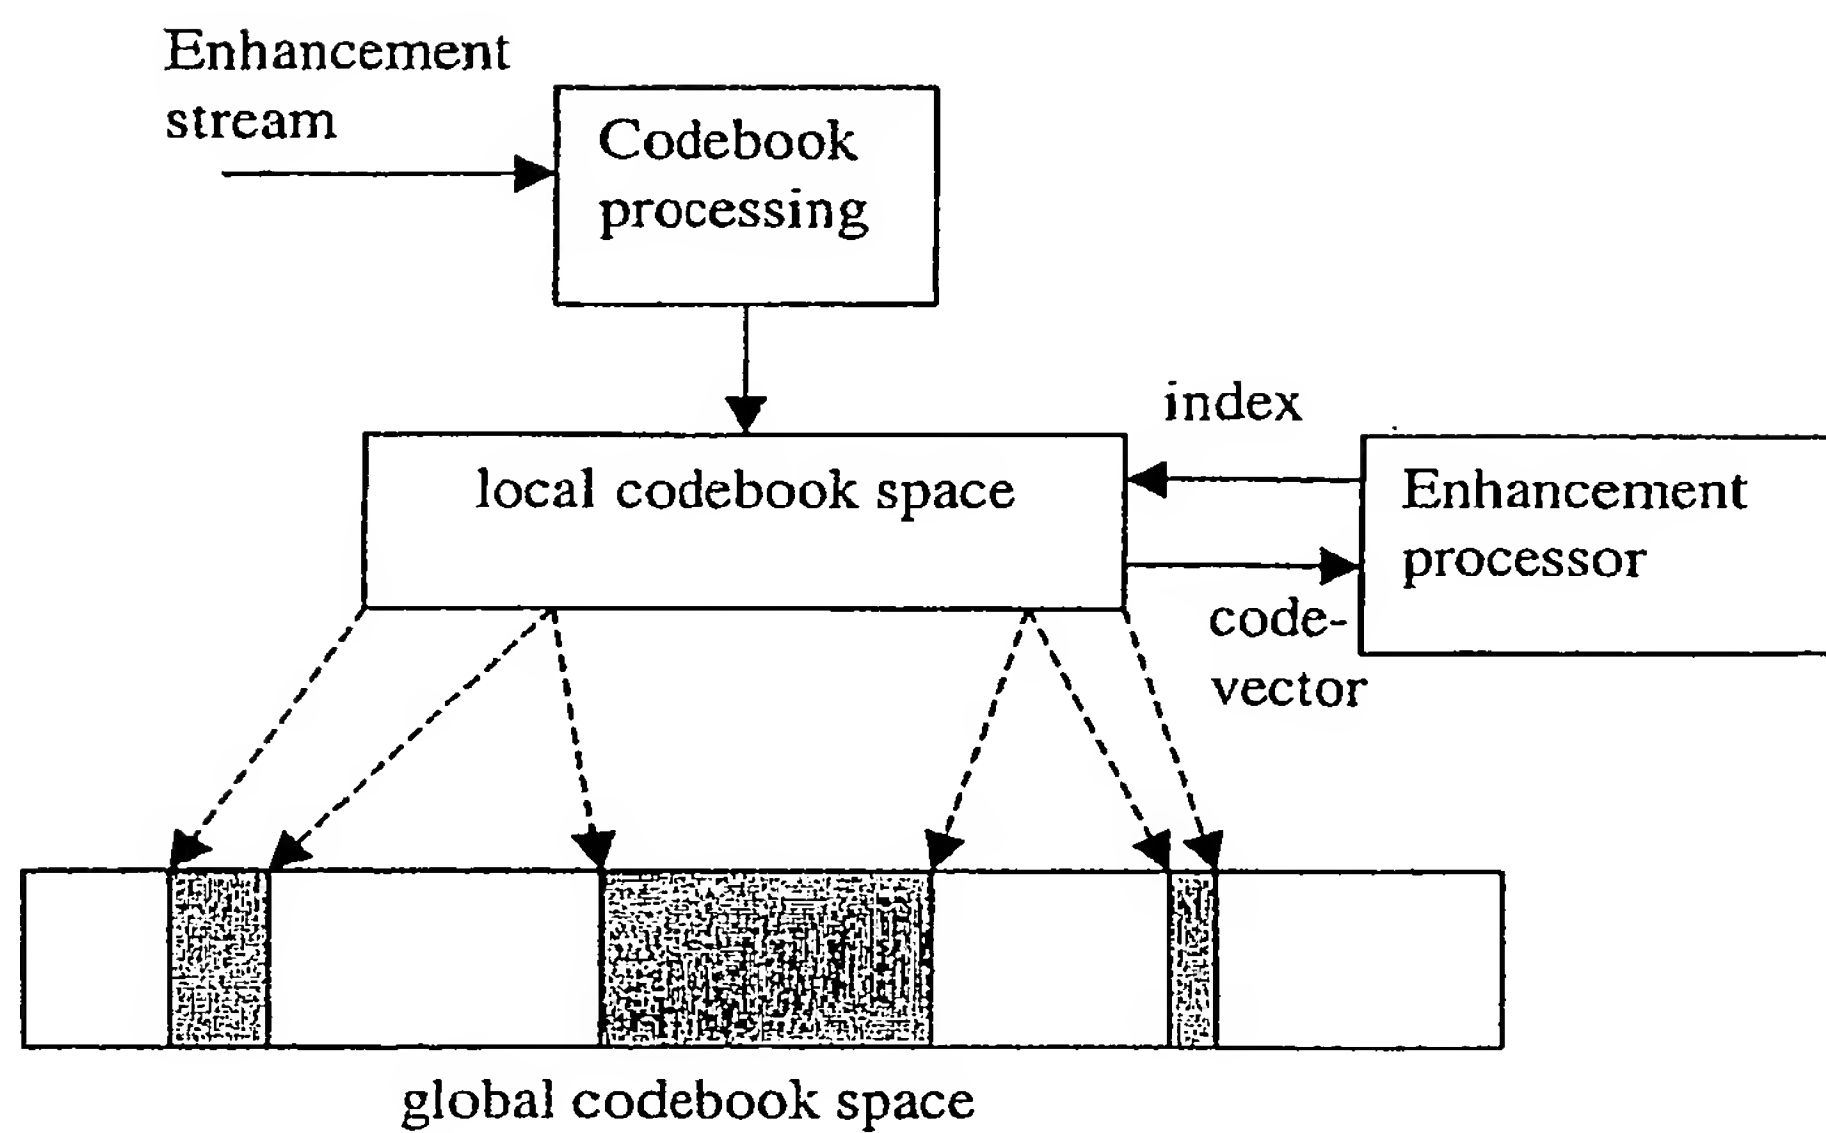 Enhancement
stream
Codebook
processing
index
local codebook space
Enhancement
processor
code-
vector
global codebook space